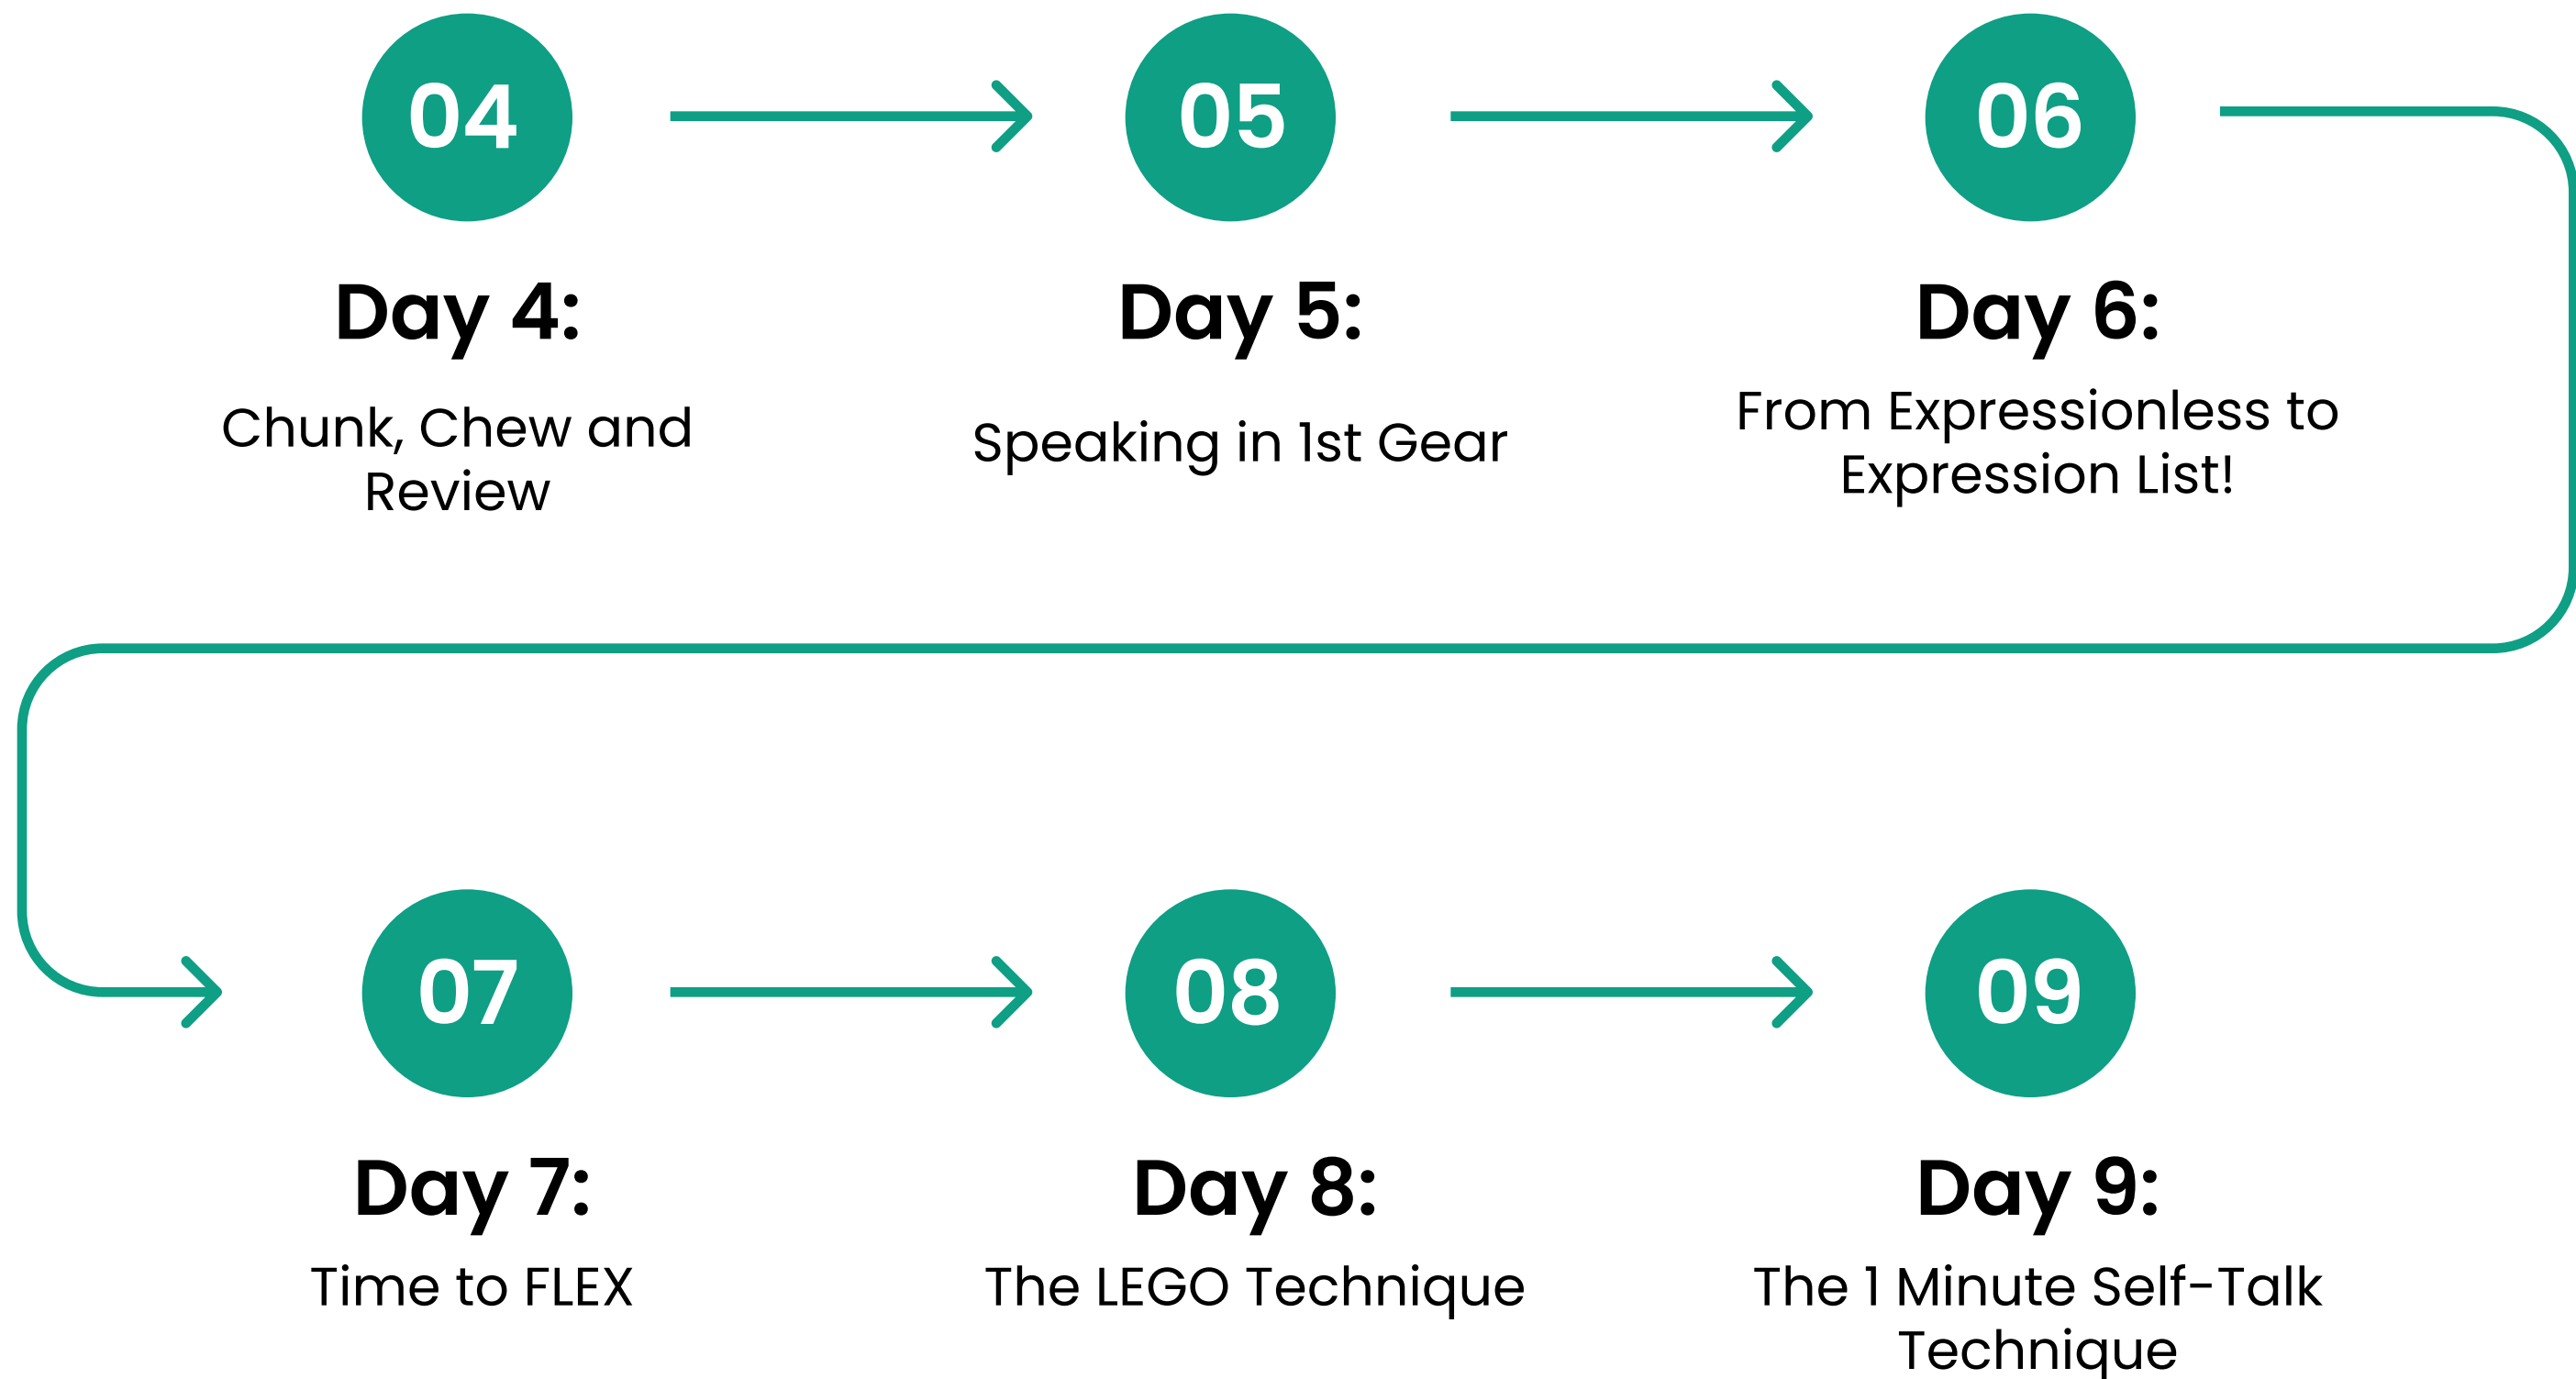 04
05
06
Day 4:
Day 5:
Day 6:
Chunk, Chew and
Review
Speaking in 1st Gear
From Expressionless to
Expression List!
07
08
09
Day 7:
Day 8:
Day 9:
Time to FLEX
The LEGO Technique
The 1 Minute Self-Talk
Technique